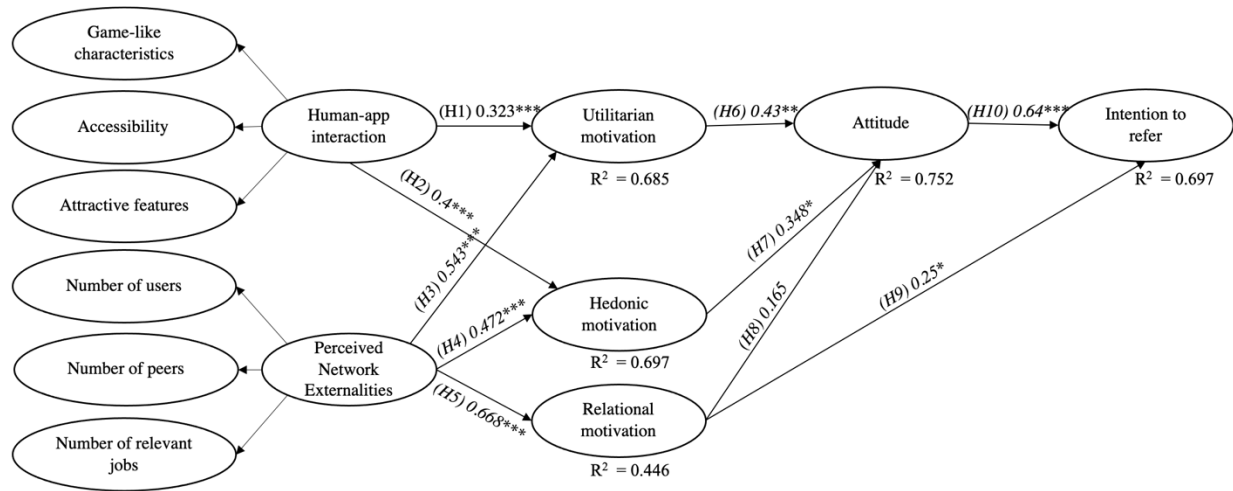 Game-like
characteristics
Accessibility
Attractive features
Number of users
Number of peers
Number of relevant
jobs
Human-app
interaction
Perceived
Network
Externalities
(H1) 0.323***
(H2) 0.4***
(H3) 0.543***
(H4) 0.472***
(H5) 0.668***
Utilitarian
motivation
R² = 0.685
Hedonic
motivation
R² = 0.697
Relational
motivation
R² = 0.446
(H6) 0.43**
(H7) 0.348*
(H8) 0.165
(H9) 0.25*
Attitude
R² = 0.752
(H10) 0.64***
Intention to
refer
R² = 0.697